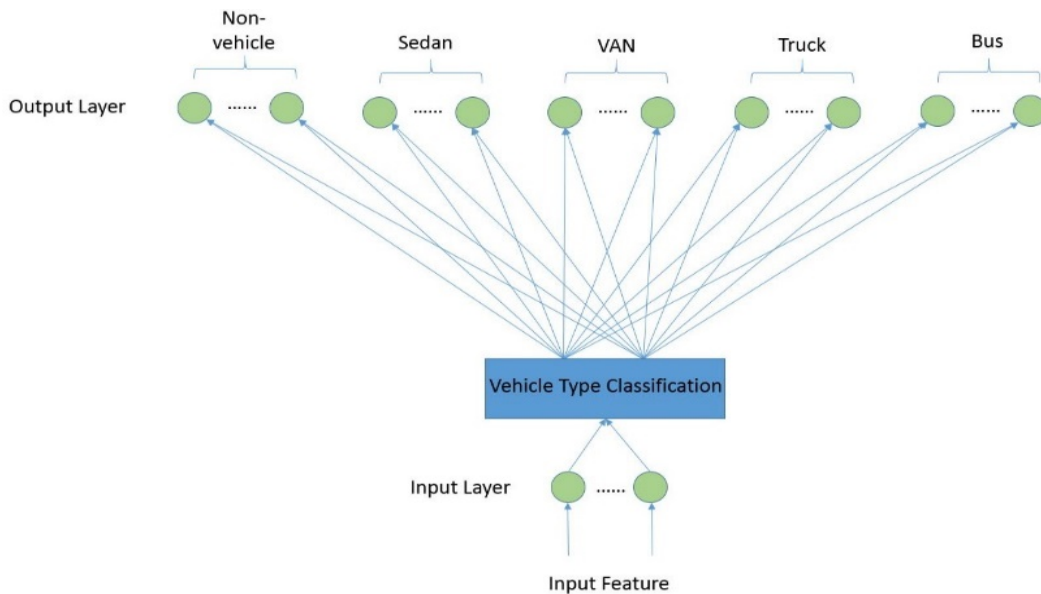 Non-
vehicle
Sedan
VAN
Truck
Bus
Output Layer
......
......
......
......
......
Vehicle Type Classification
Input Layer
......
Input Feature